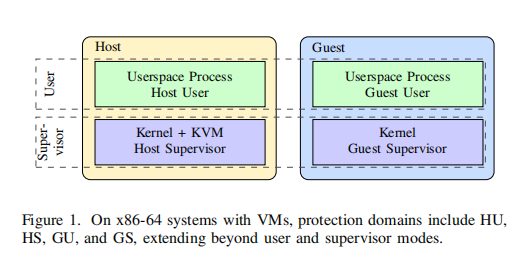 Host
Guest
User
Userspace Process
Host User
Userspace Process
Guest User
Super-
visor
Kernel + KVM
Host Supervisor
Kernel
Guest Supervisor
Figure 1. On x86-64 systems with VMs, protection domains include HU,
HS, GU, and GS, extending beyond user and supervisor modes.